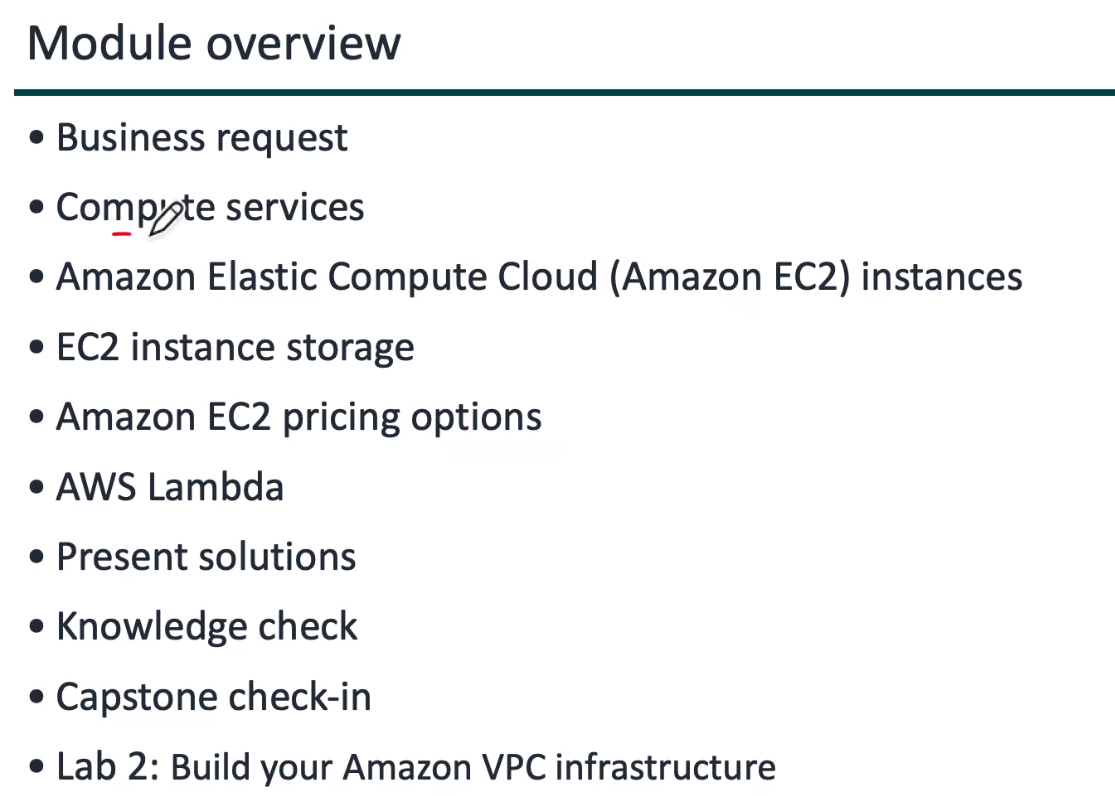 Module overview
• Business request
• Compute services
• Amazon Elastic Compute Cloud (Amazon EC2) instances
• EC2 instance storage
• Amazon EC2 pricing options
• AWS Lambda
• Present solutions
• Knowledge check
• Capstone check-in
• Lab 2: Build your Amazon VPC infrastructure